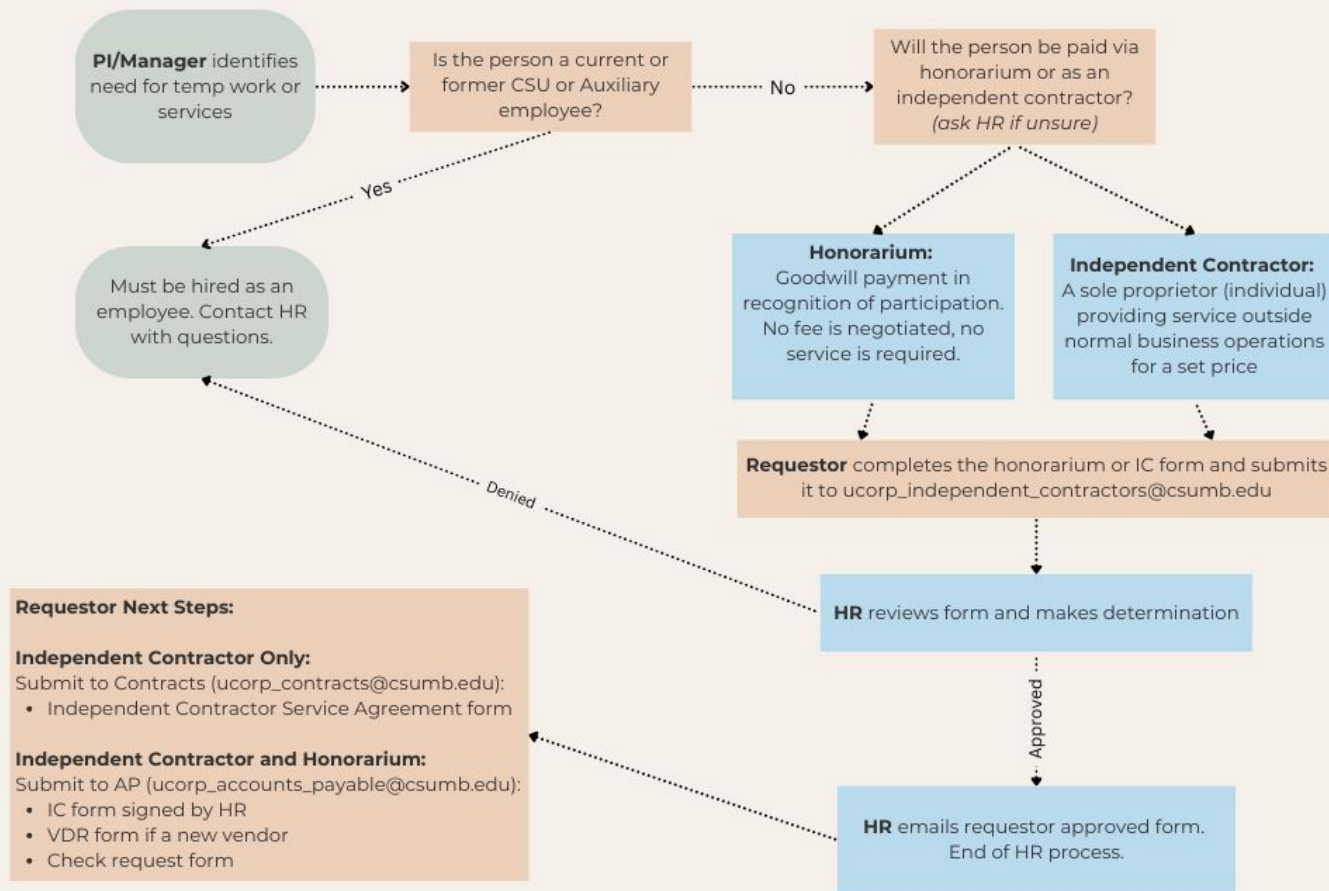 PI/Manager identifies
need for temp work or
services
Is the person a current or
former CSU or Auxiliary
employee?
No
Will the person be paid via
honorarium or as an
independent contractor?
(ask HR if unsure)
Yes
Must be hired as an
employee. Contact HR
with questions.
Honorarium:
Goodwill payment in
recognition of participation.
No fee is negotiated, no
service is required.
Independent Contractor:
A sole proprietor (individual)
providing service outside
normal business operations
for a set price
Requestor completes the honorarium or IC form and submits
it to ucorp_independent_contractors@csumb.edu
Denied
HR reviews form and makes determination
Approved
HR emails requestor approved form.
End of HR process.
Requestor Next Steps:
Independent Contractor Only:
Submit to Contracts (ucorp_contracts@csumb.edu):
• Independent Contractor Service Agreement form
Independent Contractor and Honorarium:
Submit to AP (ucorp_accounts_payable@csumb.edu):
• IC form signed by HR
• VDR form if a new vendor
• Check request form